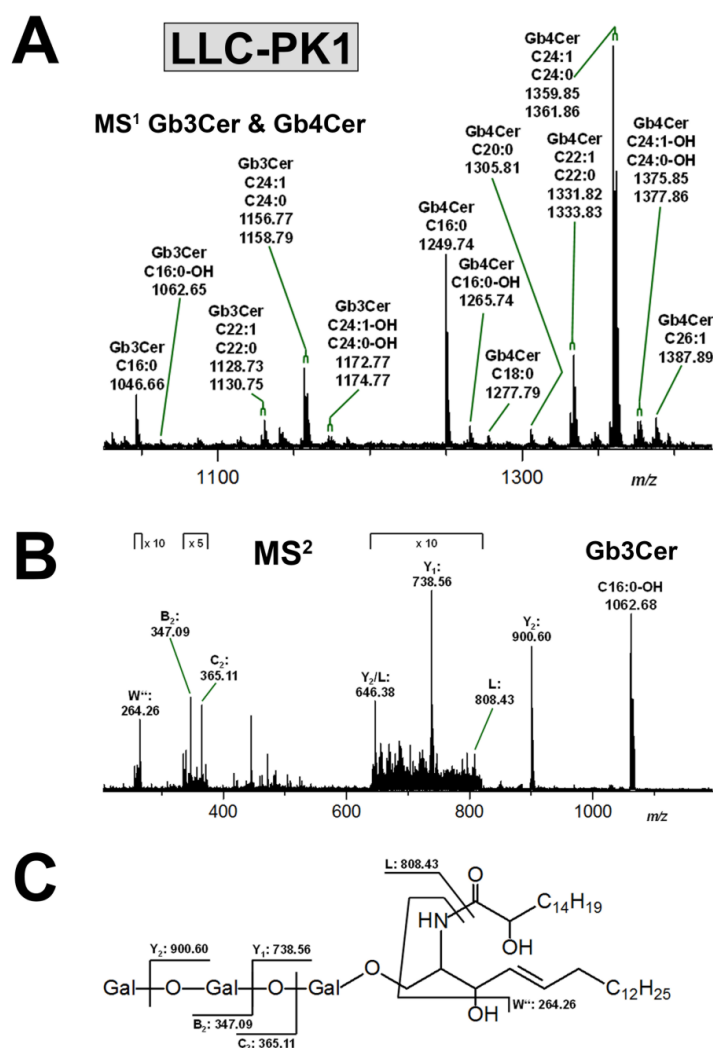 A
LLC-PK1
MS¹ Gb3Cer & Gb4Cer
Gb3Cer
C16:0
1046.66
Gb3Cer
C16:0-OH
1062.65
Gb3Cer
C22:1
C22:0
1128.73
1130.75
Gb3Cer
C24:1
C24:0
1156.77
1158.79
Gb3Cer
C24:1-OH
C24:0-OH
1172.77
1174.77
Gb4Cer
C16:0
1249.74
Gb4Cer
C16:0-OH
1265.74
Gb4Cer
C18:0
1277.79
Gb4Cer
C20:0
1305.81
Gb4Cer
C22:1
C22:0
1331.82
1333.83
Gb4Cer
C24:1
C24:0
1359.85
1361.86
Gb4Cer
C24:1-OH
C24:0-OH
1375.85
1377.86
Gb4Cer
C26:1
1387.89
1100
1300
m/z
B
x 10
x 5
MS²
x 10
Gb3Cer
W“:
264.26
B₂:
347.09
C₂:
365.11
Y₂/L:
646.38
Y₁:
738.56
L:
808.43
Y₂:
900.60
C16:0-OH
1062.68
400
600
800
1000
m/z
C
L: 808.43
O
HN
C₁₄H₁₉
OH
Y₂: 900.60
Y₁: 738.56
O
Gal
O
Gal
O
Gal
C₁₂H₂₅
OH
W“: 264.26
B₂: 347.09
C₂: 365.11